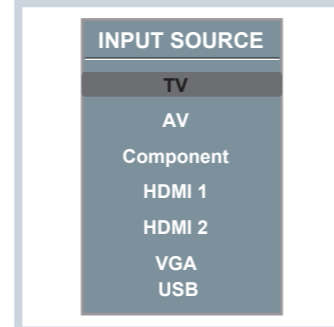 INPUT SOURCE
TV
AV
Component
HDMI 1
HDMI 2
VGA
USB